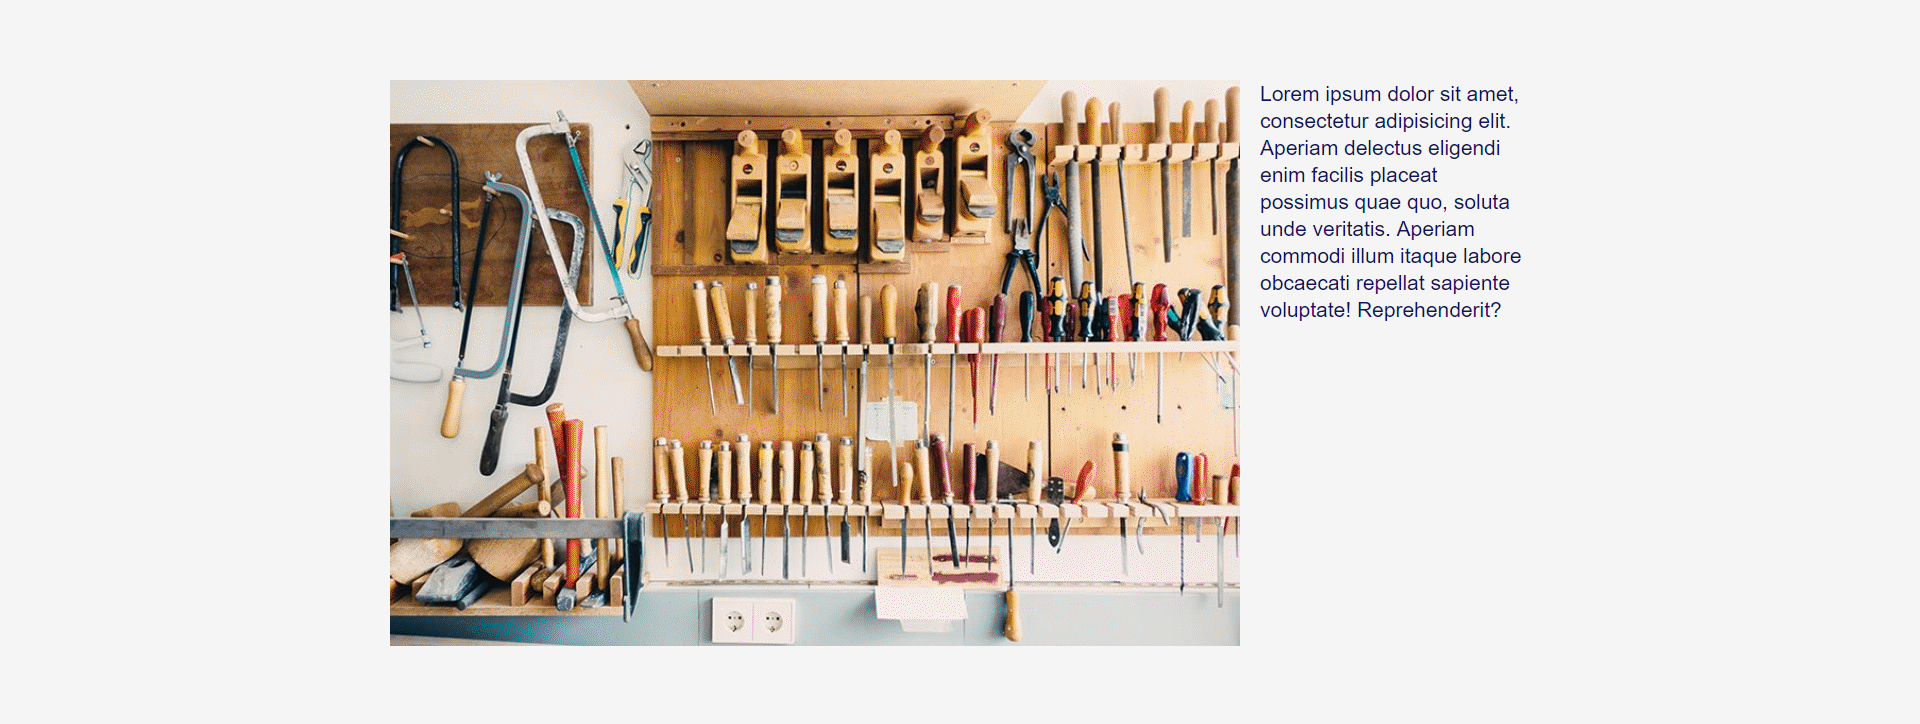 Lorem ipsum dolor sit amet,
consectetur adipisicing elit.
Aperiam delectus eligendi
enim facilis placeat
possimus quae quo, soluta
unde veritatis. Aperiam
commodi illum itaque labore
obcaecati repellat sapiente
voluptate! Reprehenderit?